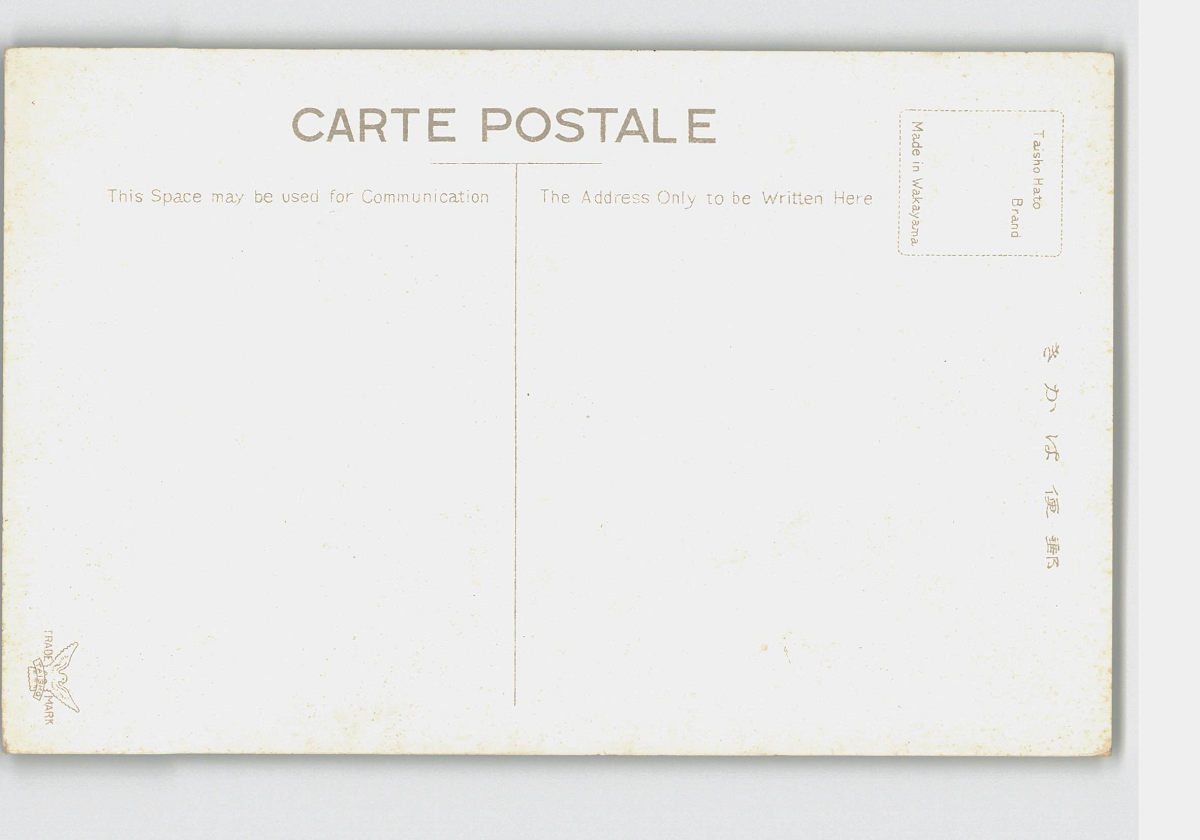 CARTE POSTALE
This Space may be used for Communication
The Address Only to be Written Here
Taisho Hato
Brand
Made in Wakayama
郵便はかき
TRADE MARK
TAISHO